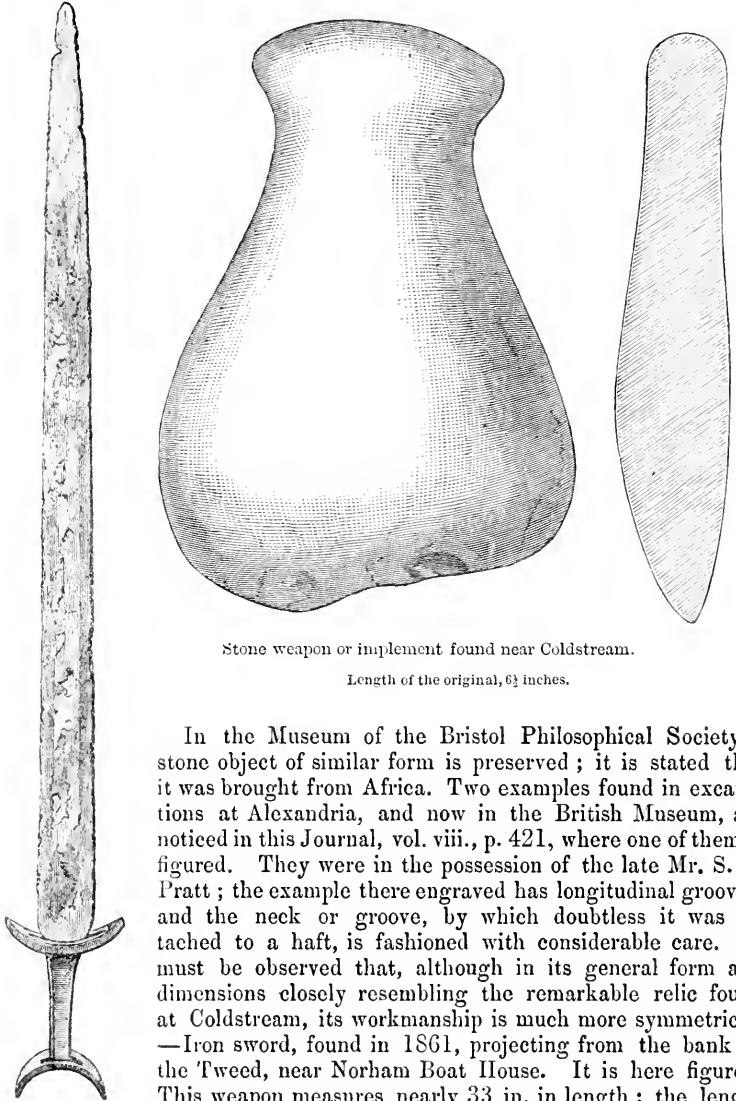 Stone weapon or implement found near Coldstream.
Length of the original, 6½ inches.
In the Museum of the Bristol Philosophical Society
stone object of similar form is preserved ; it is stated th
it was brought from Africa. Two examples found in exca
tions at Alexandria, and now in the British Museum, a
noticed in this Journal, vol. viii., p. 421, where one of them
figured. They were in the possession of the late Mr. S.
Pratt ; the example there engraved has longitudinal groov
and the neck or groove, by which doubtless it was
tached to a haft, is fashioned with considerable care.
must be observed that, although in its general form a
dimensions closely resembling the remarkable relic fou
at Coldstream, its workmanship is much more symmetric
—Iron sword, found in 1861, projecting from the bank
the Tweed, near Norham Boat House. It is here figure
This weapon measures nearly 33 in. in length ; the leng